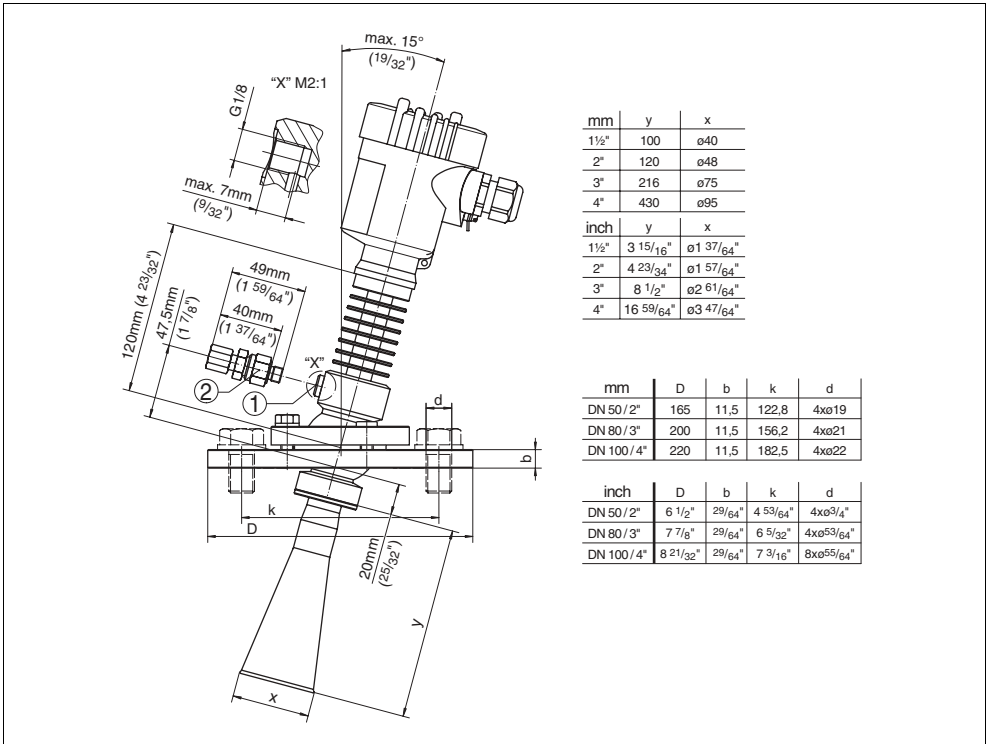 max. 15°
(19/32")
"X" M2:1
G1/8
max. 7mm
(9/32")
120mm (4 23/32")
47,5mm
(1 7/8")
49mm
(1 59/64")
40mm
(1 37/64")
"X"
2
1
d
b
k
D
20mm
(25/32")
y
x
mm y x
1½" 100 ø40
2" 120 ø48
3" 216 ø75
4" 430 ø95
inch y x
1½" 3 15/16" ø1 37/64"
2" 4 23/34" ø1 57/64"
3" 8 1/2" ø2 61/64"
4" 16 59/64" ø3 47/64"
mm D b k d
DN 50/2" 165 11,5 122,8 4xø19
DN 80/3" 200 11,5 156,2 4xø21
DN 100/4" 220 11,5 182,5 4xø22
inch D b k d
DN 50/2" 6 1/2" 29/64" 4 53/64" 4xø3/4"
DN 80/3" 7 7/8" 29/64" 6 5/32" 4xø53/64"
DN 100/4" 8 21/32" 29/64" 7 3/16" 8xø55/64"